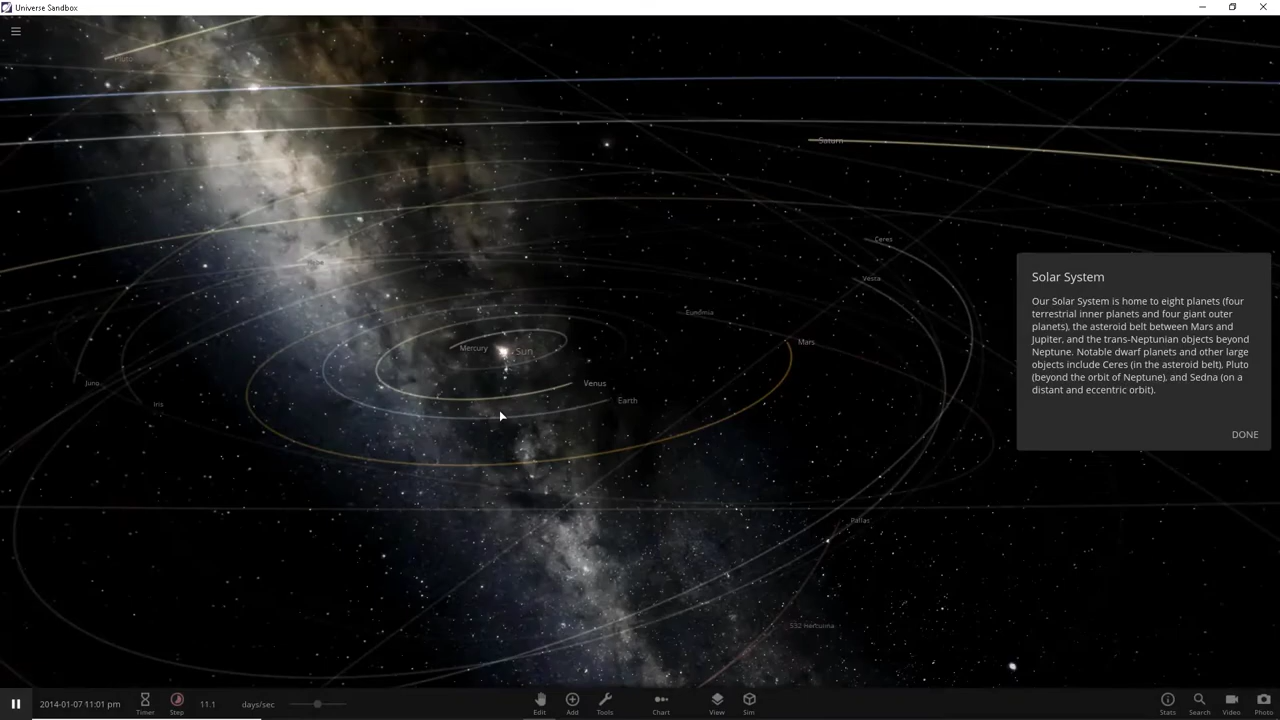 Universe Sandbox
Pluto
Saturn
Ceres
Hebe
Vesta
Eunomia
Mars
Mercury
Sun
Venus
Juno
Earth
Iris
Pallas
532 Herculina
Solar System
Our Solar System is home to eight planets (four
terrestrial inner planets and four giant outer
planets), the asteroid belt between Mars and
Jupiter, and the trans-Neptunian objects beyond
Neptune. Notable dwarf planets and other large
objects include Ceres (in the asteroid belt), Pluto
(beyond the orbit of Neptune), and Sedna (on a
distant and eccentric orbit).
DONE
2014-01-07 11:01 pm
Timer
Step
11.1
days/sec
Edit
Add
Tools
Chart
View
Sim
Stats
Search
Video
Photo